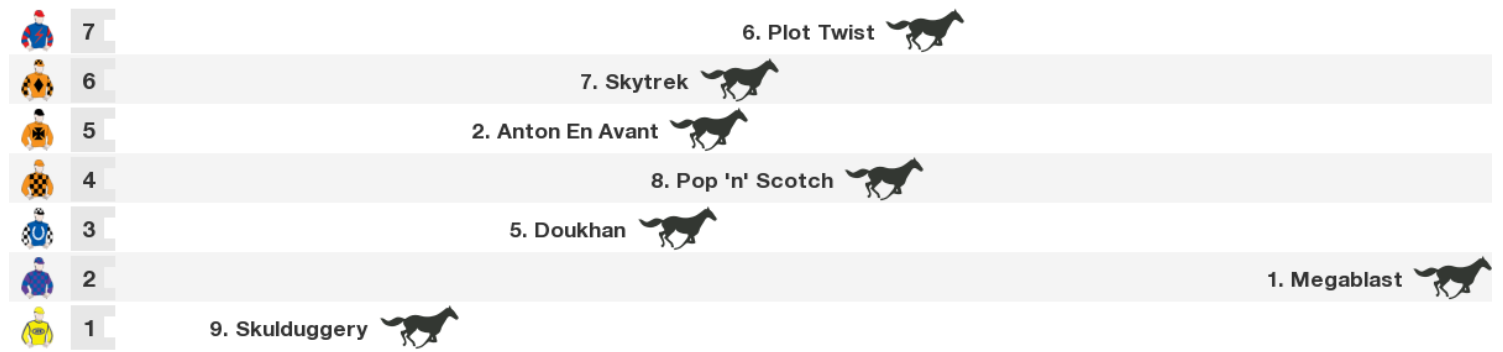 7 6. Plot Twist
6 7. Skytrek
5 2. Anton En Avant
4 8. Pop 'n' Scotch
3 5. Doukhan
2 1. Megablast
1 9. Skulduggery